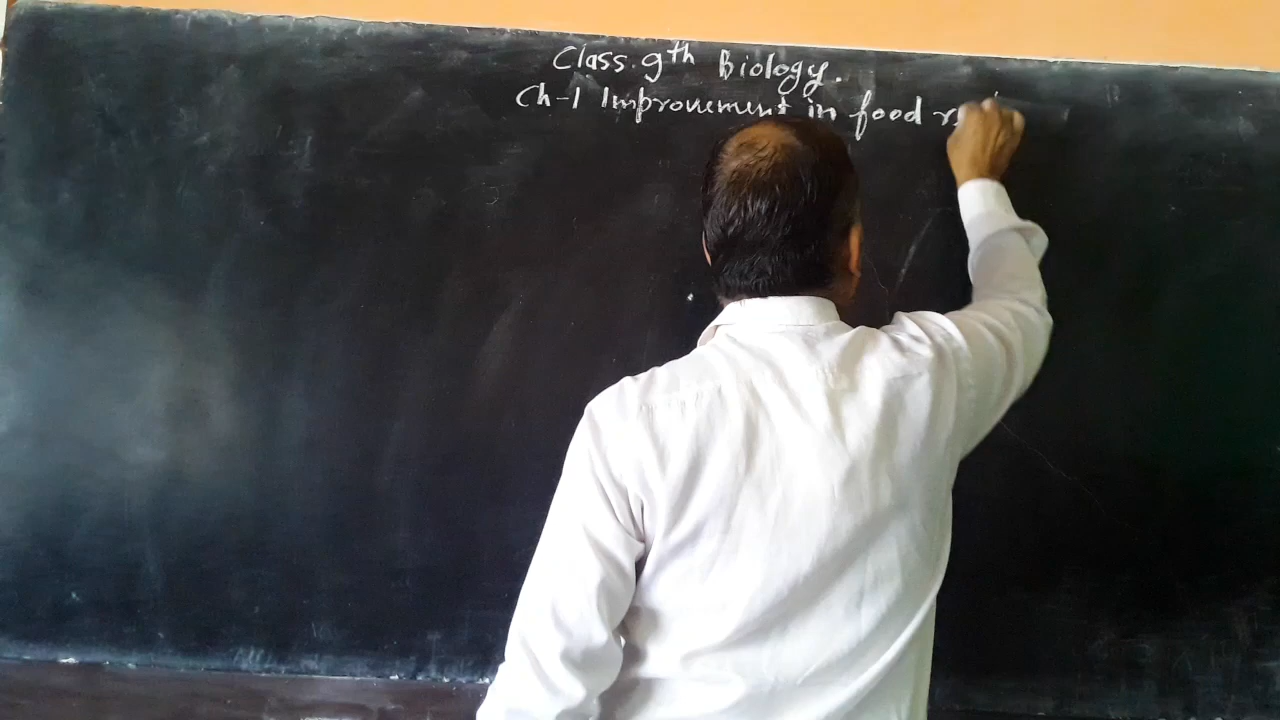 Class. 9th Biology.
Ch-1 Improvement in food